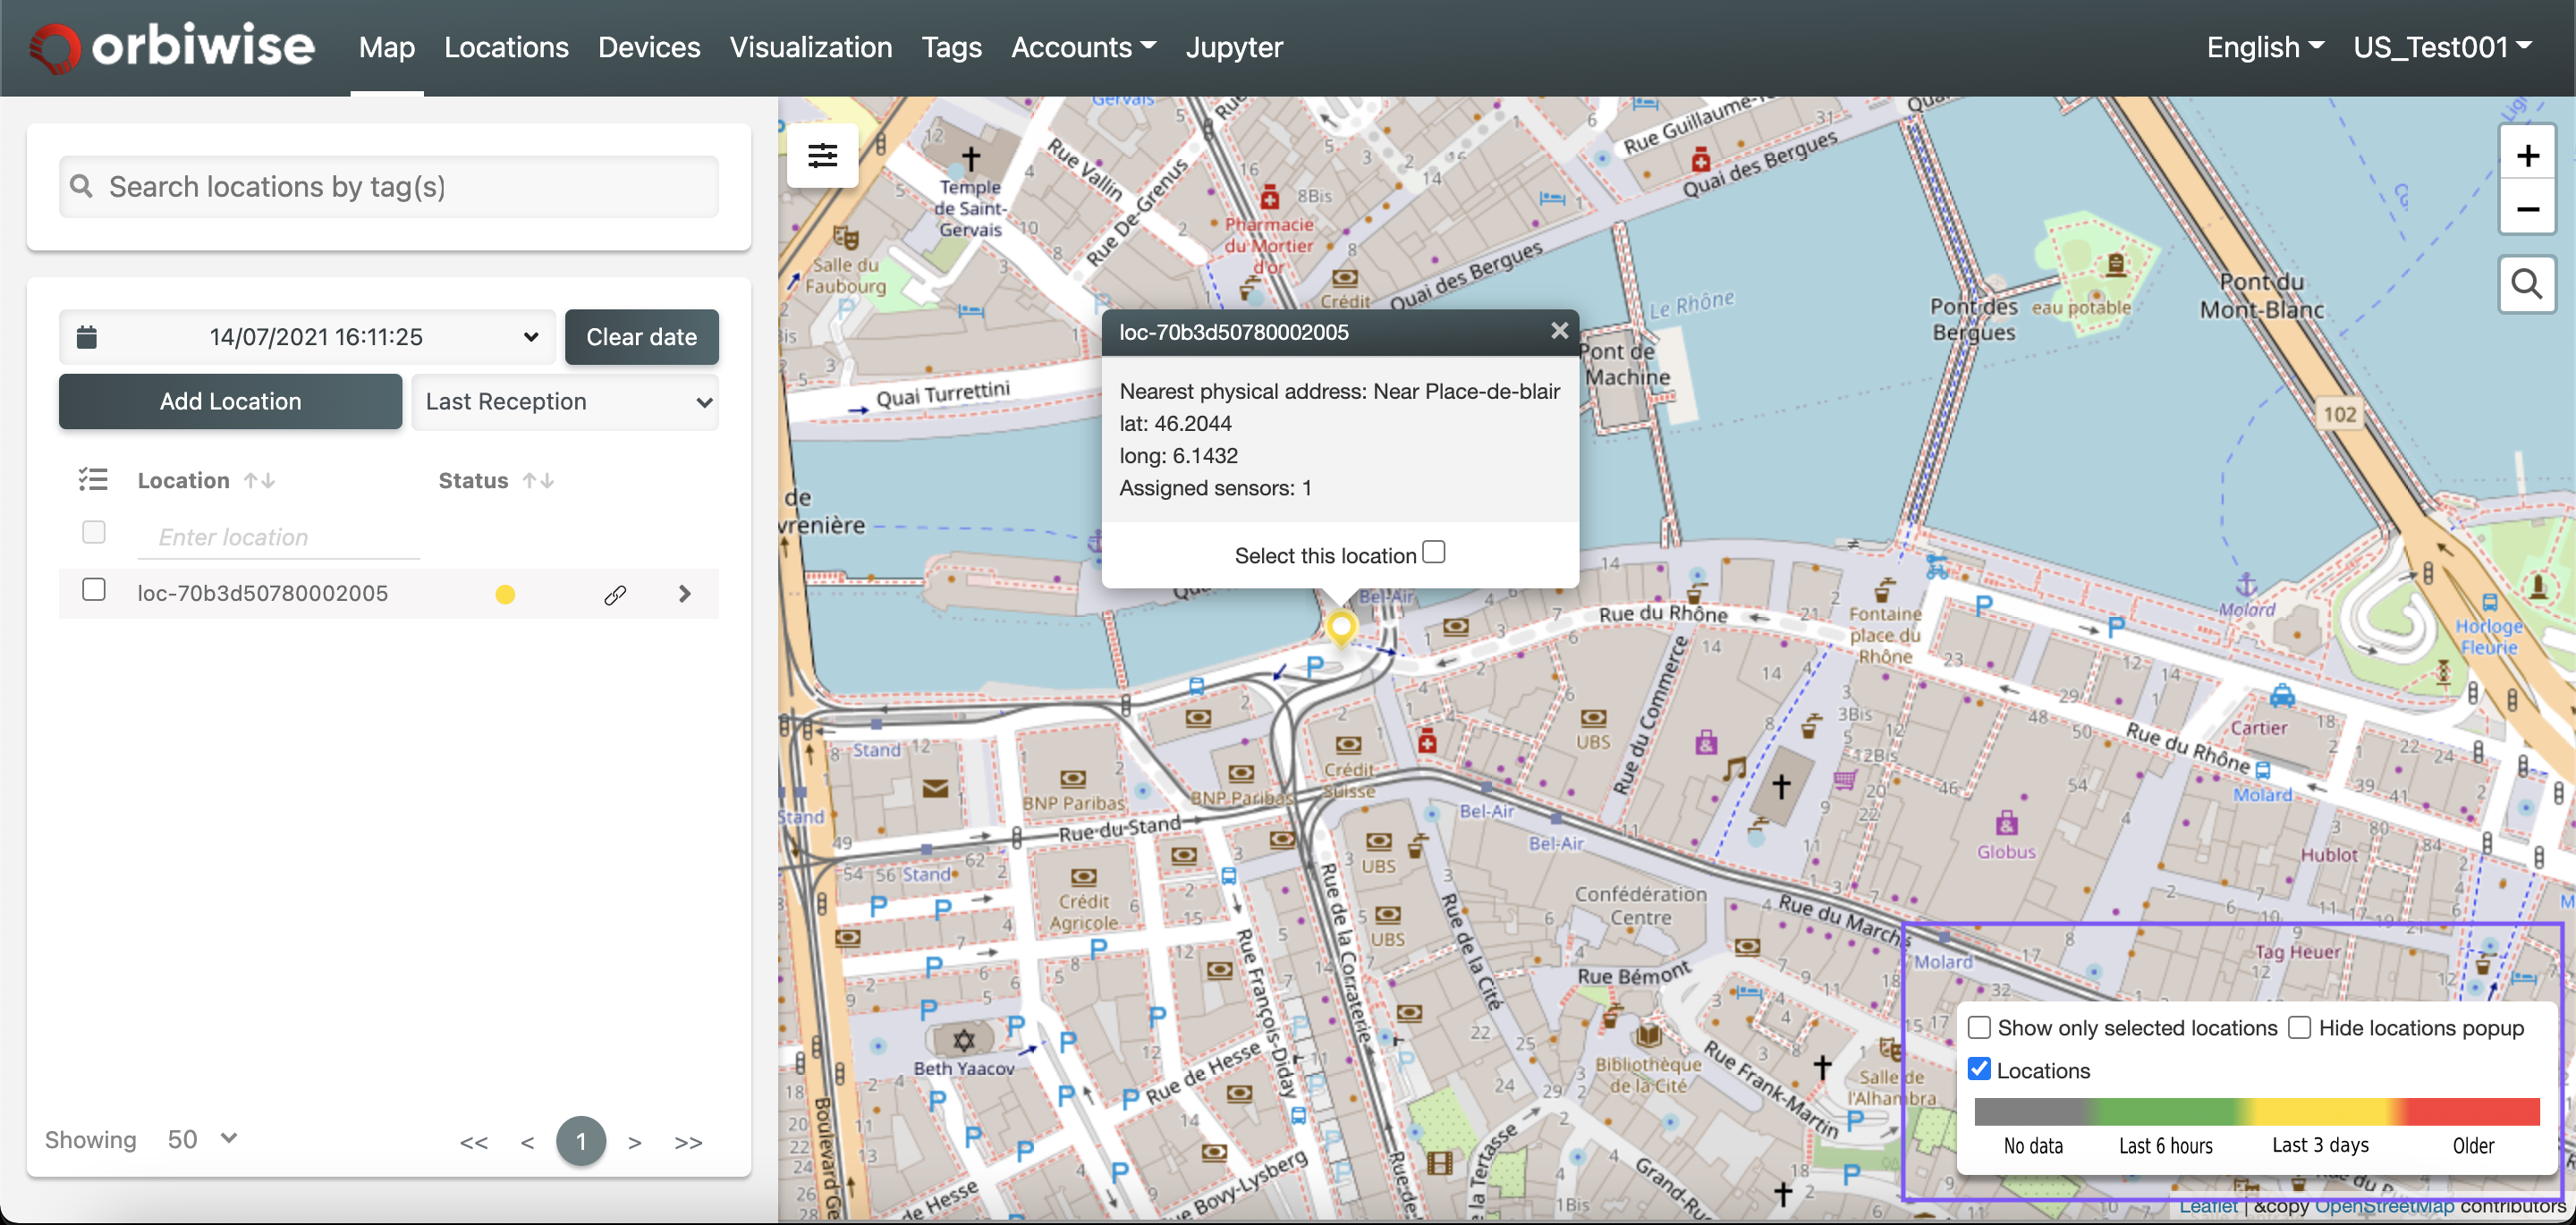 orbiwise Map Locations Devices Visualization Tags Accounts Jupyter English US_Test001
Search locations by tag(s)
14/07/2021 16:11:25 Clear date
Add Location Last Reception
Location Status
Enter location
loc-70b3d50780002005
Showing 50 << < 1 > >>
+
−
loc-70b3d50780002005
Nearest physical address: Near Place-de-blair
lat: 46.2044
long: 6.1432
Assigned sensors: 1
Select this location
Gervais
Temple
de Saint-
Gervais
Rue Vallin
Rue De-Grenus
Salle du
Faubourg
Pharmacie
du Mortier
d'or
8Bis
Crédit
Quai des Bergues
Quai des Bergues
Le Rhône
Pont de
Machine
Pont des
Bergues
eau potable
Pont du
Mont-Blanc
102
Quai Turrettini
de
vrenière
Bel-Air
Rue du Rhône
Fontaine
place du
Rhône
Molard
Horloge
Fleurie
Rue du Commerce
UBS
3Bis
12Bis
Cartier
Rue du Rhône
Molard
Stand
BNP Paribas
BNP Paribas
Crédit
Suisse
Bel-Air
Bel-Air
Globus
Hublot
Stand
Rue du Stand
Stand
UBS
Crédit
Agricole
UBS
Confédération
Centre
Rue du Marché
Molard
Tag Heuer
Rue François-Diday
Rue de la Corraterie
Rue de la Cité
Rue Bémont
Beth Yaacov
Rue de Hesse
Bibliothèque
de la Cité
Rue Frank-Martin
Salle de
l'Alhambra
Boulevard Ge
de Hesse
Rue Bovy-Lysberg
Rue de
la Tertasse
Grand-Ru
1Bis
Show only selected locations Hide locations popup
Locations
No data Last 6 hours Last 3 days Older
Leaflet | &copy OpenStreetMap contributors